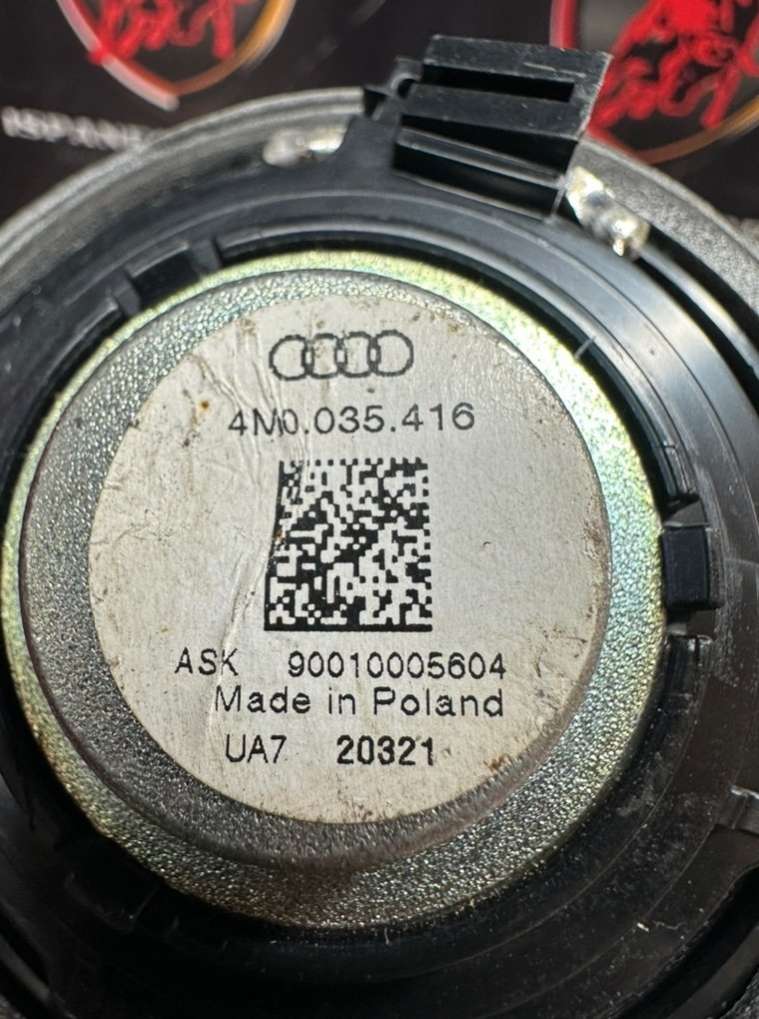 4M0.035.416
ASK 90010005604
Made in Poland
UA7 20321